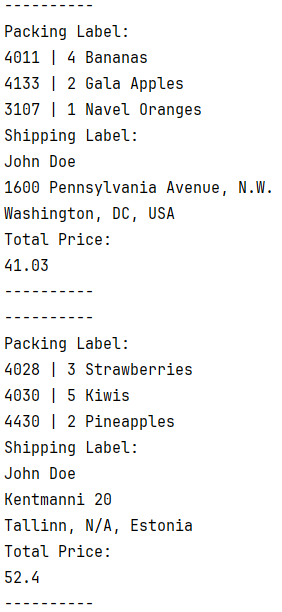 ----------
Packing Label:
4011 | 4 Bananas
4133 | 2 Gala Apples
3107 | 1 Navel Oranges
Shipping Label:
John Doe
1600 Pennsylvania Avenue, N.W.
Washington, DC, USA
Total Price:
41.03
----------
----------
Packing Label:
4028 | 3 Strawberries
4030 | 5 Kiwis
4430 | 2 Pineapples
Shipping Label:
John Doe
Kentmanni 20
Tallinn, N/A, Estonia
Total Price:
52.4
----------